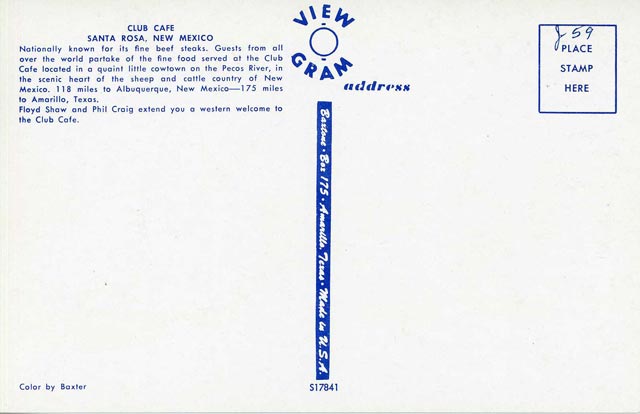 CLUB CAFE
SANTA ROSA, NEW MEXICO
Nationally known for its fine beef steaks. Guests from all
over the world partake of the fine food served at the Club
Cafe located in a quaint little cowtown on the Pecos River, in
the scenic heart of the sheep and cattle country of New
Mexico. 118 miles to Albuquerque, New Mexico—175 miles
to Amarillo, Texas.
Floyd Shaw and Phil Craig extend you a western welcome to
the Club Cafe.
VIEW
GRAM
address
J 59
PLACE
STAMP
HERE
Baxtone • Box 175 • Amarillo, Texas • Made in U.S.A.
Color by Baxter
S17841